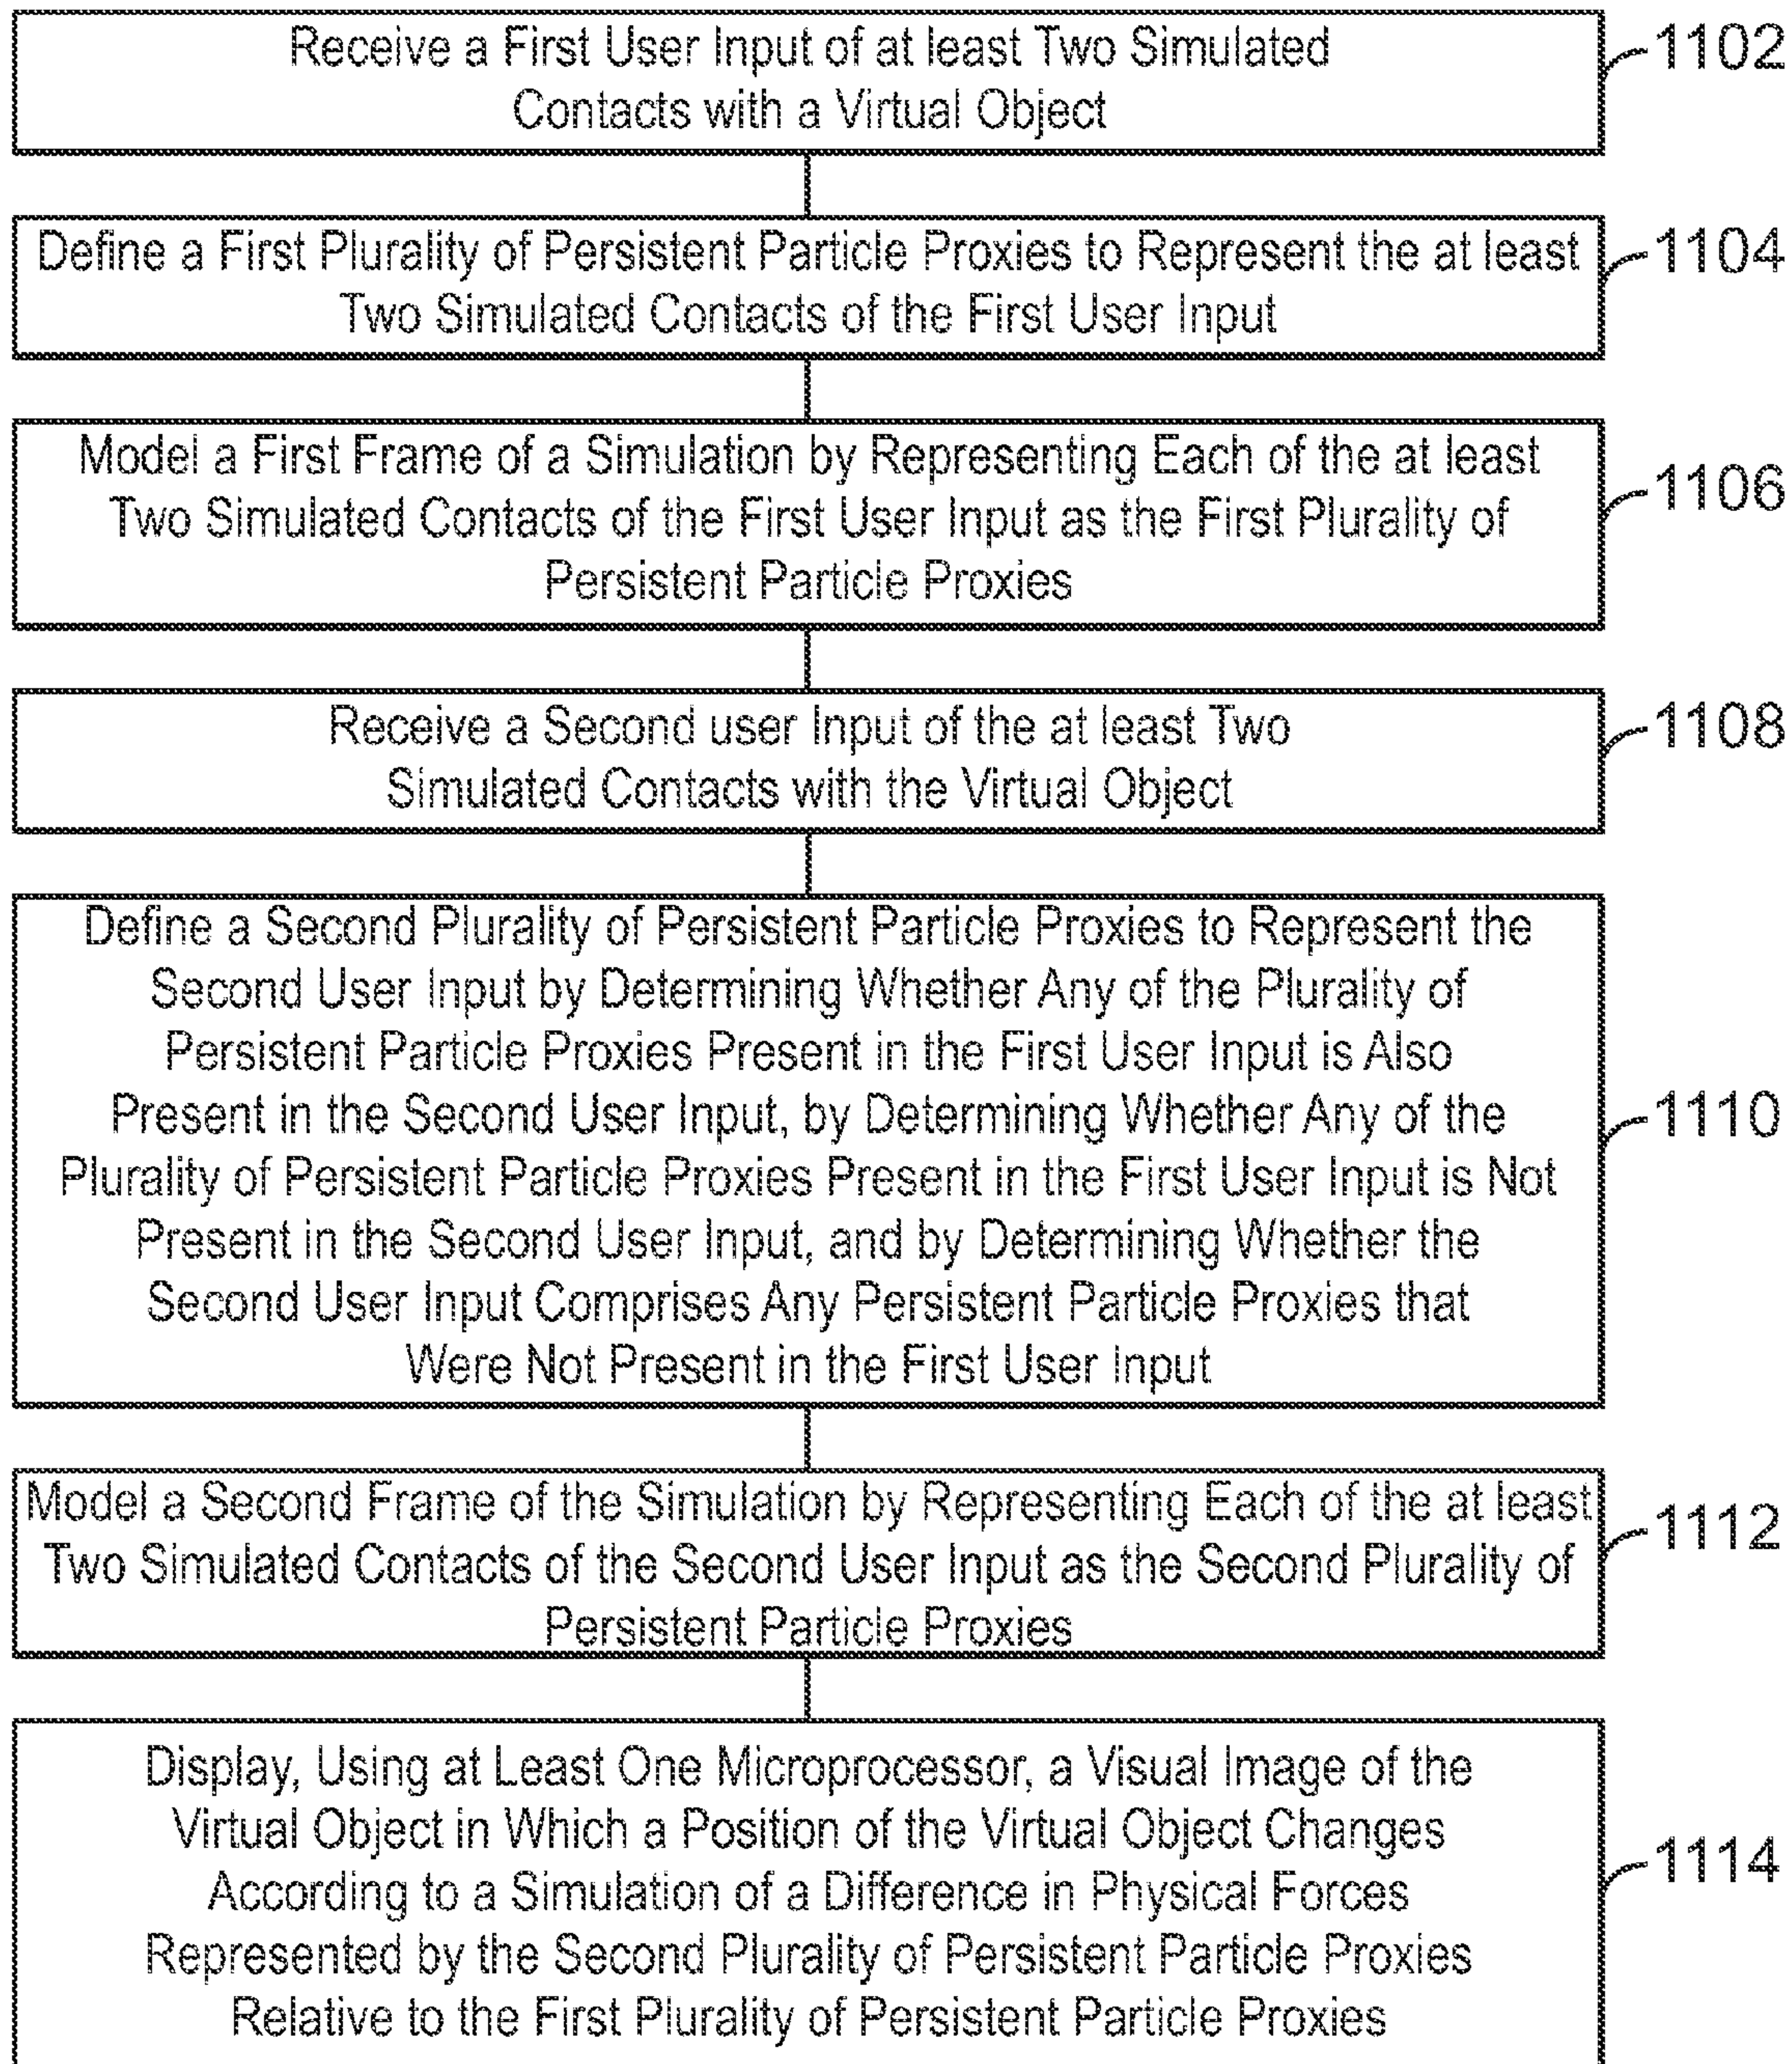 Receive a First User Input of at least Two Simulated
Contacts with a Virtual Object
1102
Define a First Plurality of Persistent Particle Proxies to Represent the at least
Two Simulated Contacts of the First User Input
1104
Model a First Frame of a Simulation by Representing Each of the at least
Two Simulated Contacts of the First User Input as the First Plurality of
Persistent Particle Proxies
1106
Receive a Second user Input of the at least Two
Simulated Contacts with the Virtual Object
1108
Define a Second Plurality of Persistent Particle Proxies to Represent the
Second User Input by Determining Whether Any of the Plurality of
Persistent Particle Proxies Present in the First User Input is Also
Present in the Second User Input, by Determining Whether Any of the
Plurality of Persistent Particle Proxies Present in the First User Input is Not
Present in the Second User Input, and by Determining Whether the
Second User Input Comprises Any Persistent Particle Proxies that
Were Not Present in the First User Input
1110
Model a Second Frame of the Simulation by Representing Each of the at least
Two Simulated Contacts of the Second User Input as the Second Plurality of
Persistent Particle Proxies
1112
Display, Using at Least One Microprocessor, a Visual Image of the
Virtual Object in Which a Position of the Virtual Object Changes
According to a Simulation of a Difference in Physical Forces
Represented by the Second Plurality of Persistent Particle Proxies
Relative to the First Plurality of Persistent Particle Proxies
1114